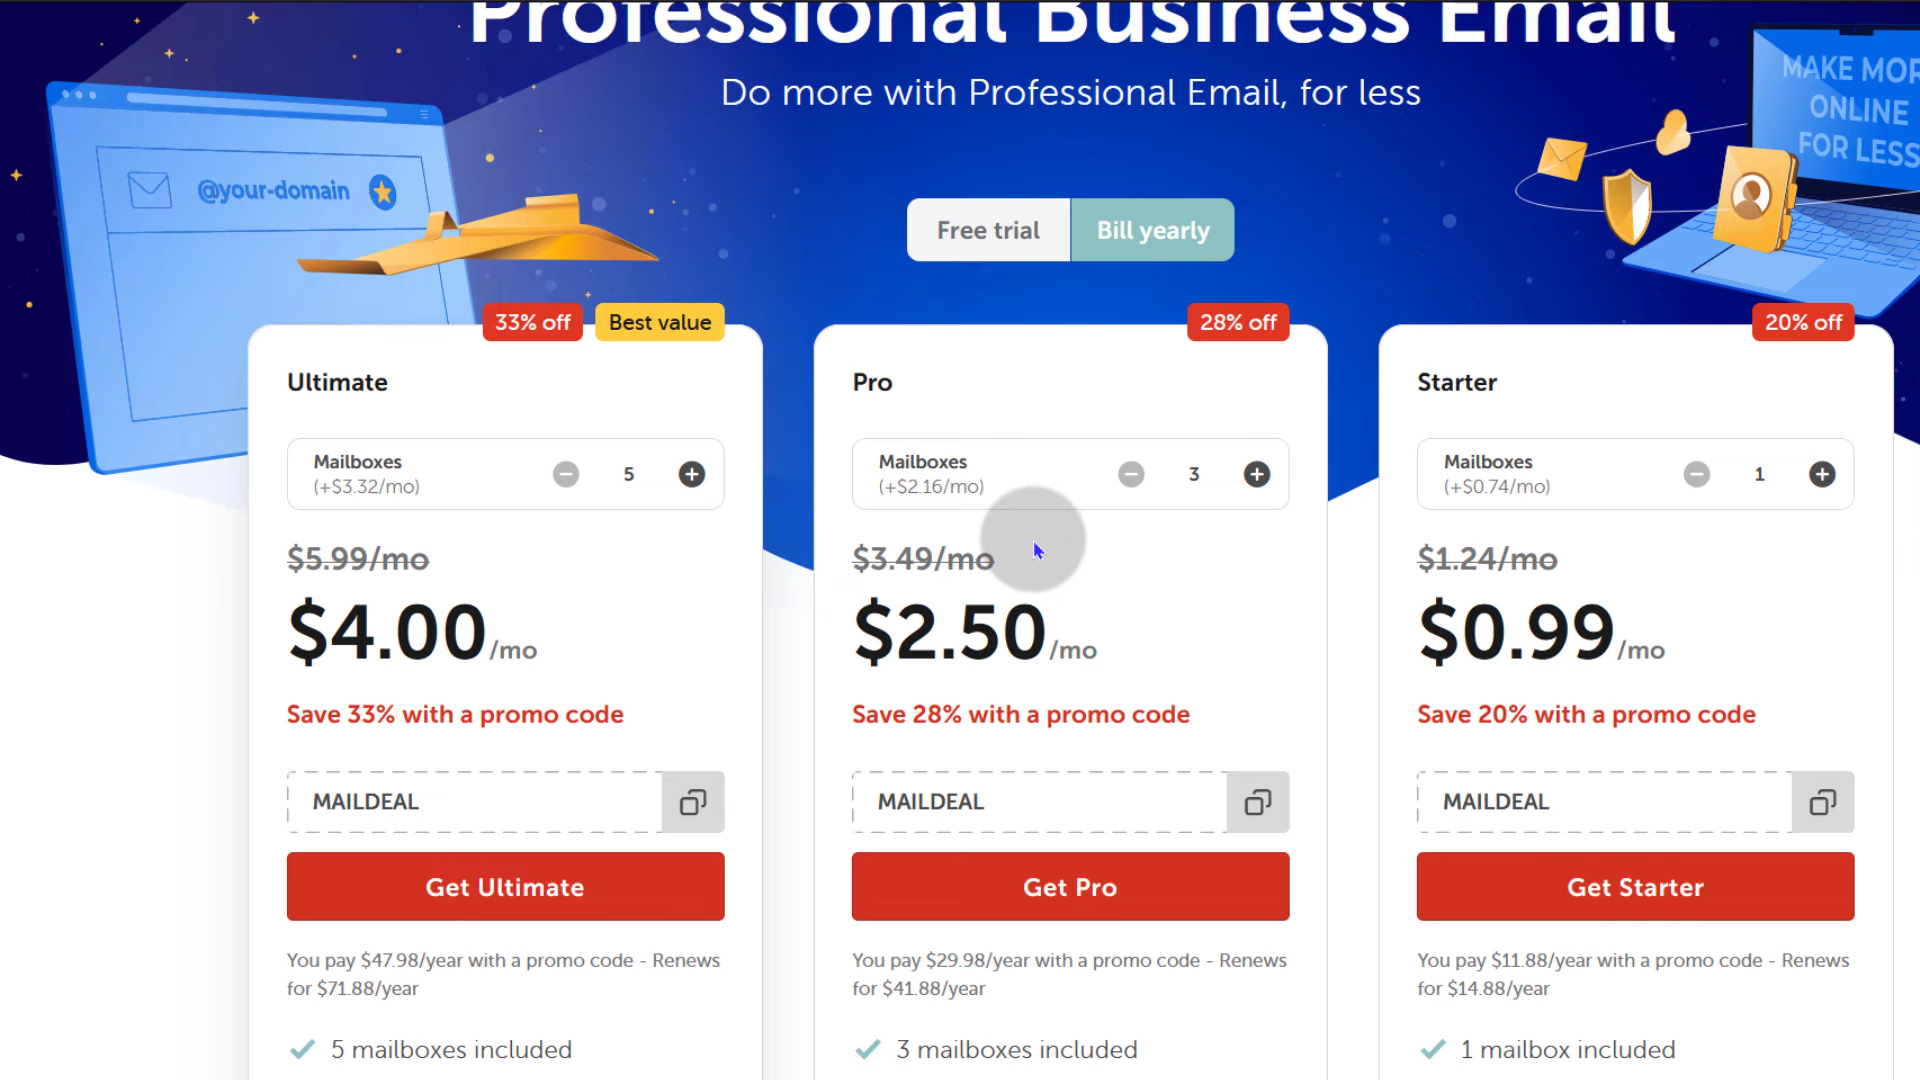 Professional Business Email
Do more with Professional Email, for less
@your-domain
MAKE MOR
ONLINE
FOR LESS
Free trial
Bill yearly
33% off
Best value
Ultimate
Mailboxes
(+$3.32/mo)
5
$5.99/mo
$4.00/mo
Save 33% with a promo code
MAILDEAL
Get Ultimate
You pay $47.98/year with a promo code - Renews
for $71.88/year
5 mailboxes included
28% off
Pro
Mailboxes
(+$2.16/mo)
3
$3.49/mo
$2.50/mo
Save 28% with a promo code
MAILDEAL
Get Pro
You pay $29.98/year with a promo code - Renews
for $41.88/year
3 mailboxes included
20% off
Starter
Mailboxes
(+$0.74/mo)
1
$1.24/mo
$0.99/mo
Save 20% with a promo code
MAILDEAL
Get Starter
You pay $11.88/year with a promo code - Renews
for $14.88/year
1 mailbox included